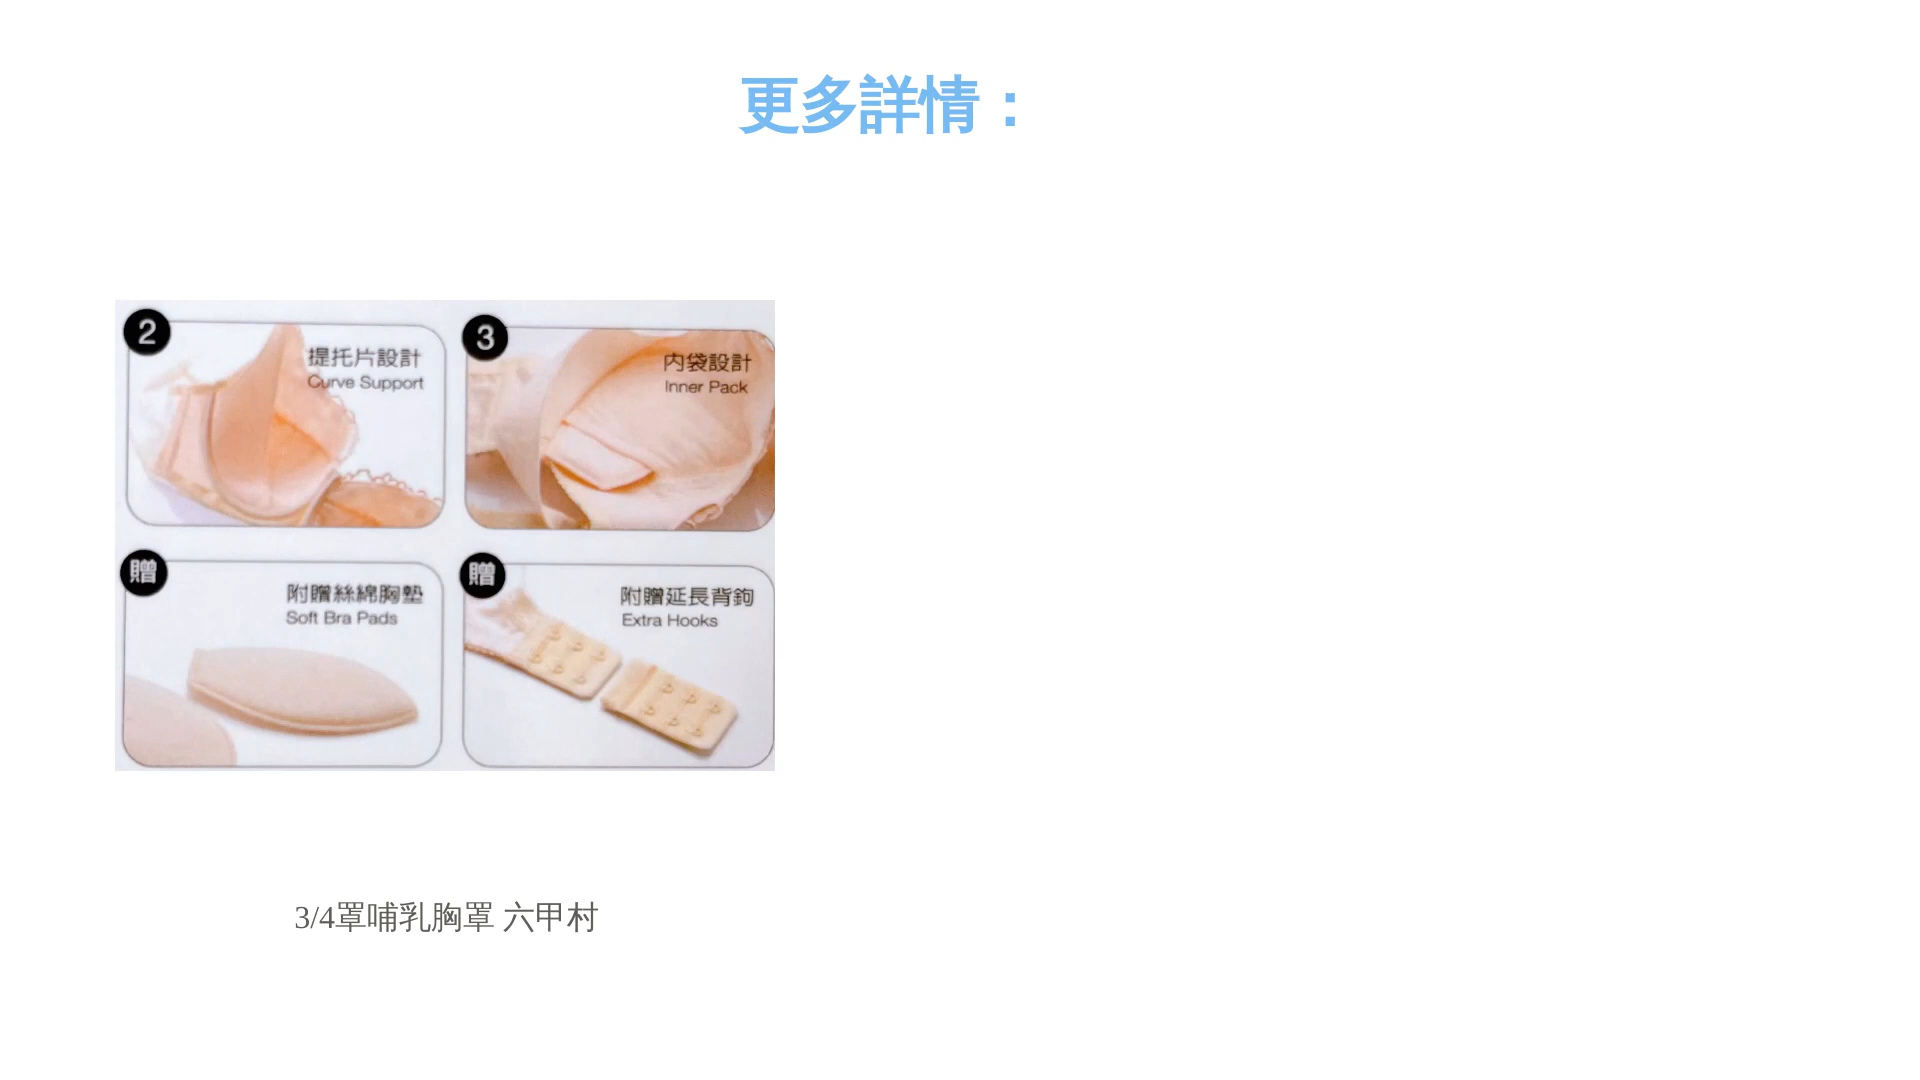 更多詳情：
2
提托片設計
Curve Support
3
內袋設計
Inner Pack
贈
附贈絲綿胸墊
Soft Bra Pads
贈
附贈延長背鉤
Extra Hooks
3/4罩哺乳胸罩 六甲村